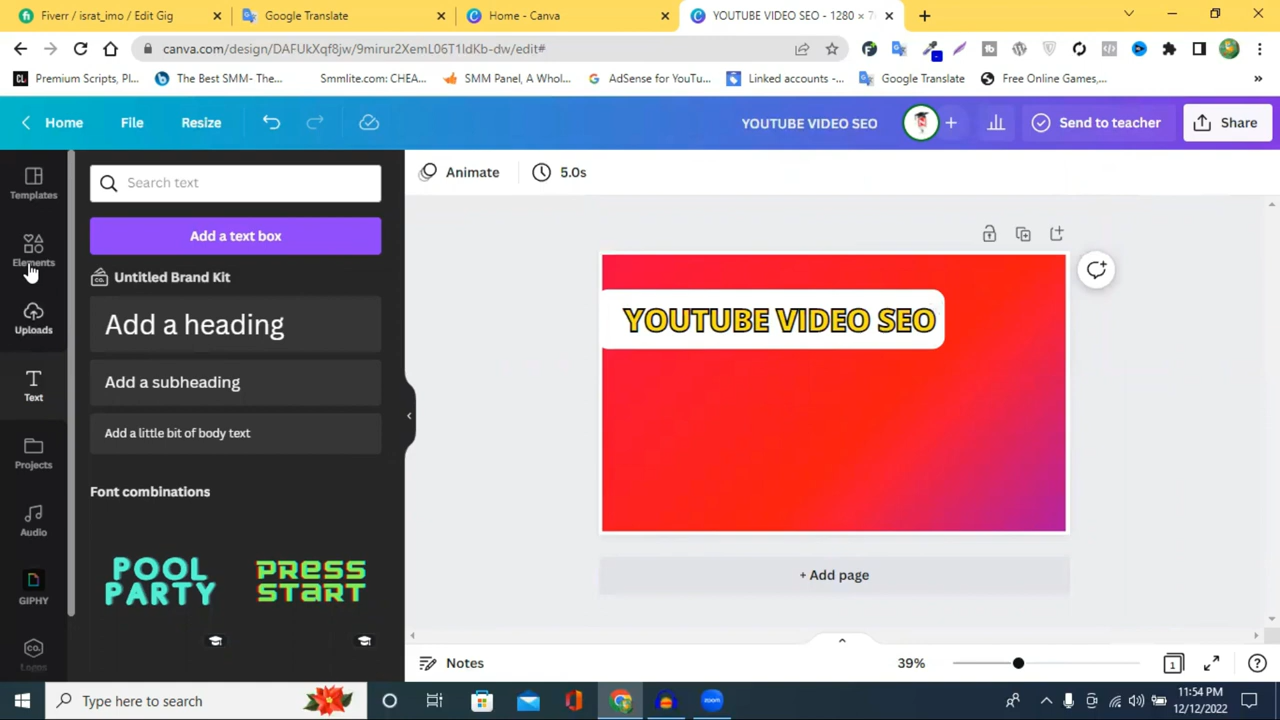 Fiverr / israt_imo / Edit Gig
Google Translate
Home - Canva
YOUTUBE VIDEO SEO - 1280 × 7
canva.com/design/DAFUkXqf8jw/9mirur2XemL06T1IdKb-dw/edit#
Premium Scripts, Pl...
The Best SMM- The...
Smmlite.com: CHEA...
SMM Panel, A Whol...
AdSense for YouTu...
Linked accounts -...
Google Translate
Free Online Games,...
Home
File
Resize
YOUTUBE VIDEO SEO
Send to teacher
Share
Templates
Elements
Uploads
Text
Projects
Audio
GIPHY
CO.
Logos
Search text
Add a text box
Untitled Brand Kit
Add a heading
Add a subheading
Add a little bit of body text
Font combinations
POOL
PARTY
PRESS
START
Animate
5.0s
YOUTUBE VIDEO SEO
+ Add page
Notes
39%
1
Type here to search
zoom
11:54 PM
12/12/2022